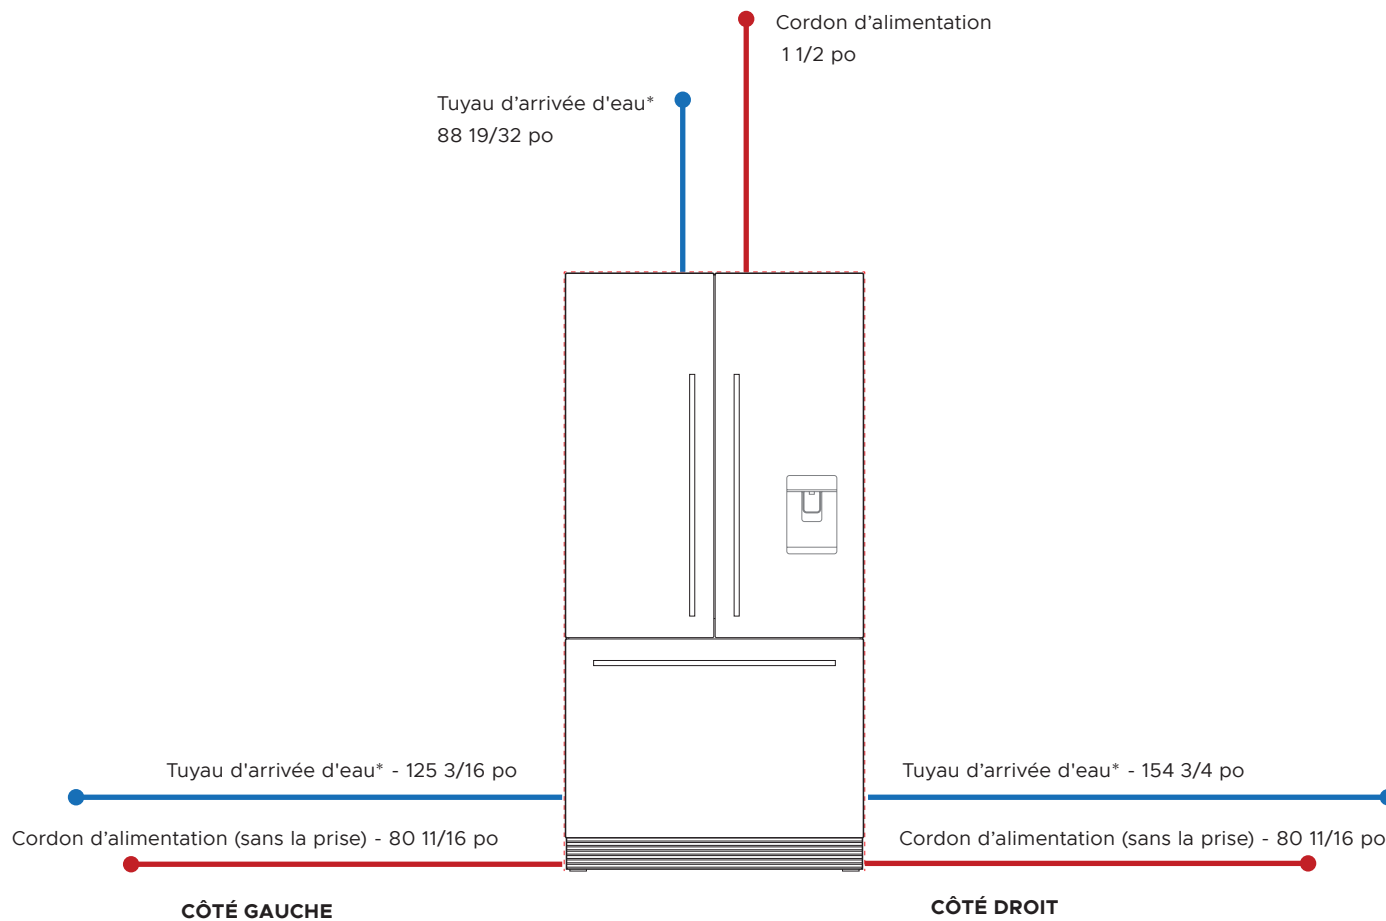 Cordon d’alimentation
1 1/2 po
Tuyau d’arrivée d'eau*
88 19/32 po
Tuyau d'arrivée d'eau* - 125 3/16 po
Tuyau d’arrivée d'eau* - 154 3/4 po
Cordon d’alimentation (sans la prise) - 80 11/16 po
Cordon d’alimentation (sans la prise) - 80 11/16 po
CÔTÉ GAUCHE
CÔTÉ DROIT